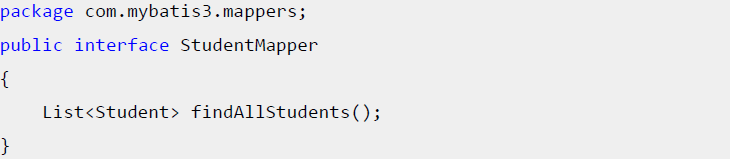 package com.mybatis3.mappers;
public interface StudentMapper
{
    List<Student> findAllStudents();
}